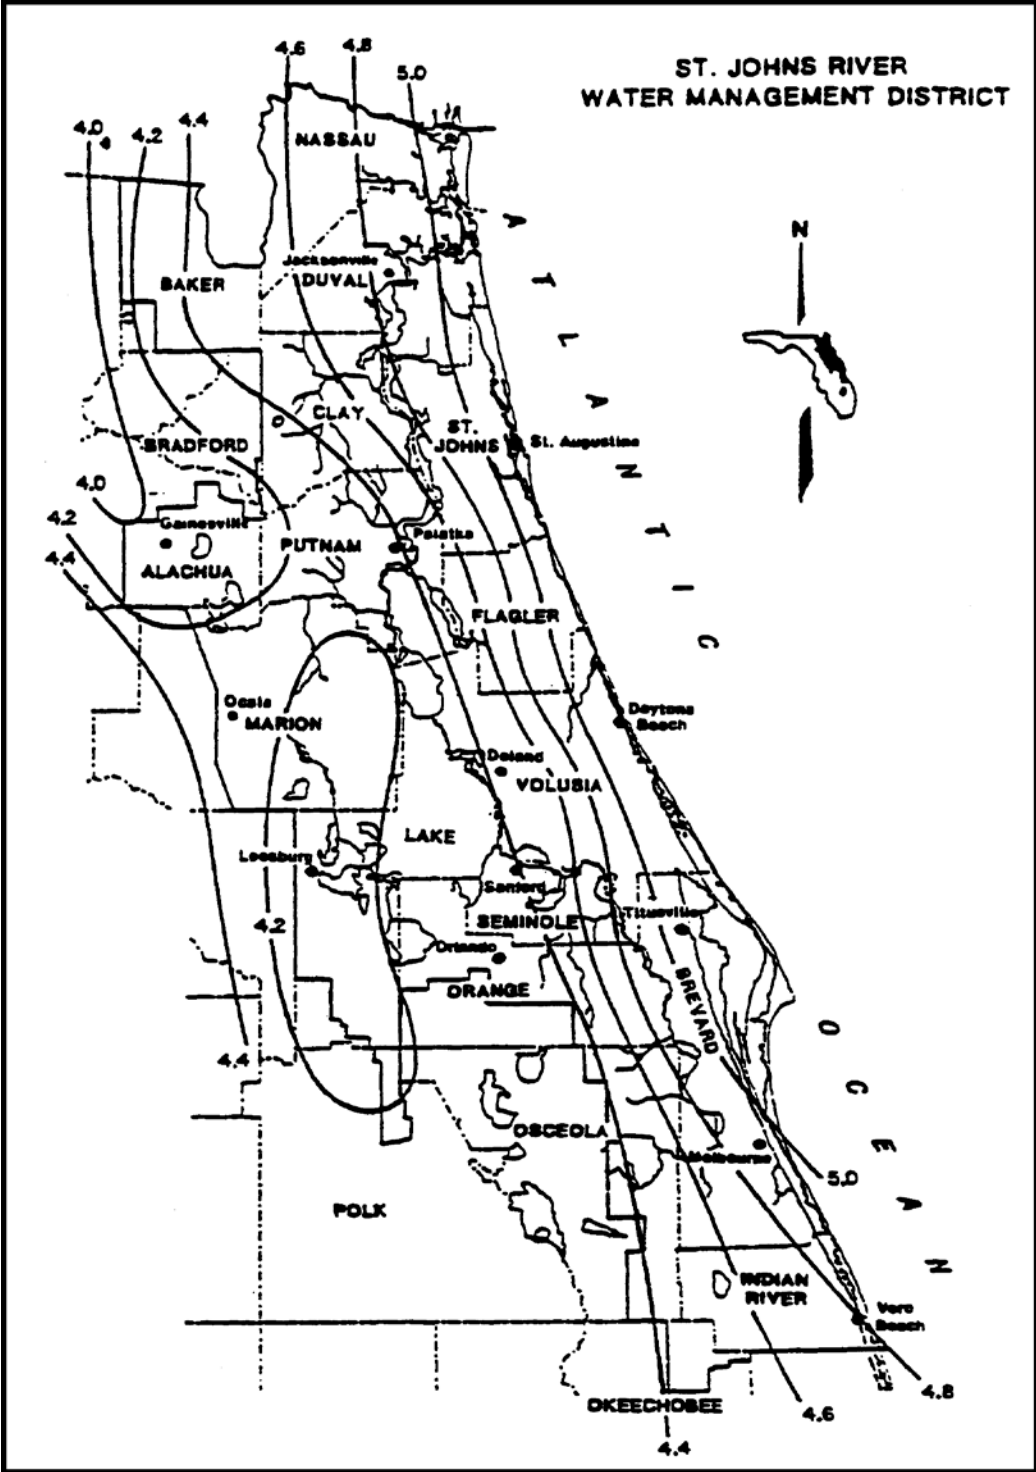 ST. JOHNS RIVER
WATER MANAGEMENT DISTRICT
4.6
4.8
5.0
4.0
4.2
4.4
NASSAU
N
BAKER
Jacksonville
DUVAL
CLAY
ST.
JOHNS
St. Augustine
BRADFORD
4.0
4.2
4.4
Gainesville
ALACHUA
PUTNAM
Palatka
FLAGLER
Ocala
MARION
Daytona
Beach
Deland
VOLUSIA
LAKE
Leesburg
Sanford
SEMINOLE
Titusville
4.2
Orlando
ORANGE
BREVARD
4.4
OSCEOLA
Melbourne
5.0
POLK
INDIAN
RIVER
Vero
Beach
4.8
4.6
OKEECHOBEE
4.4
ATLANTIC OCEAN